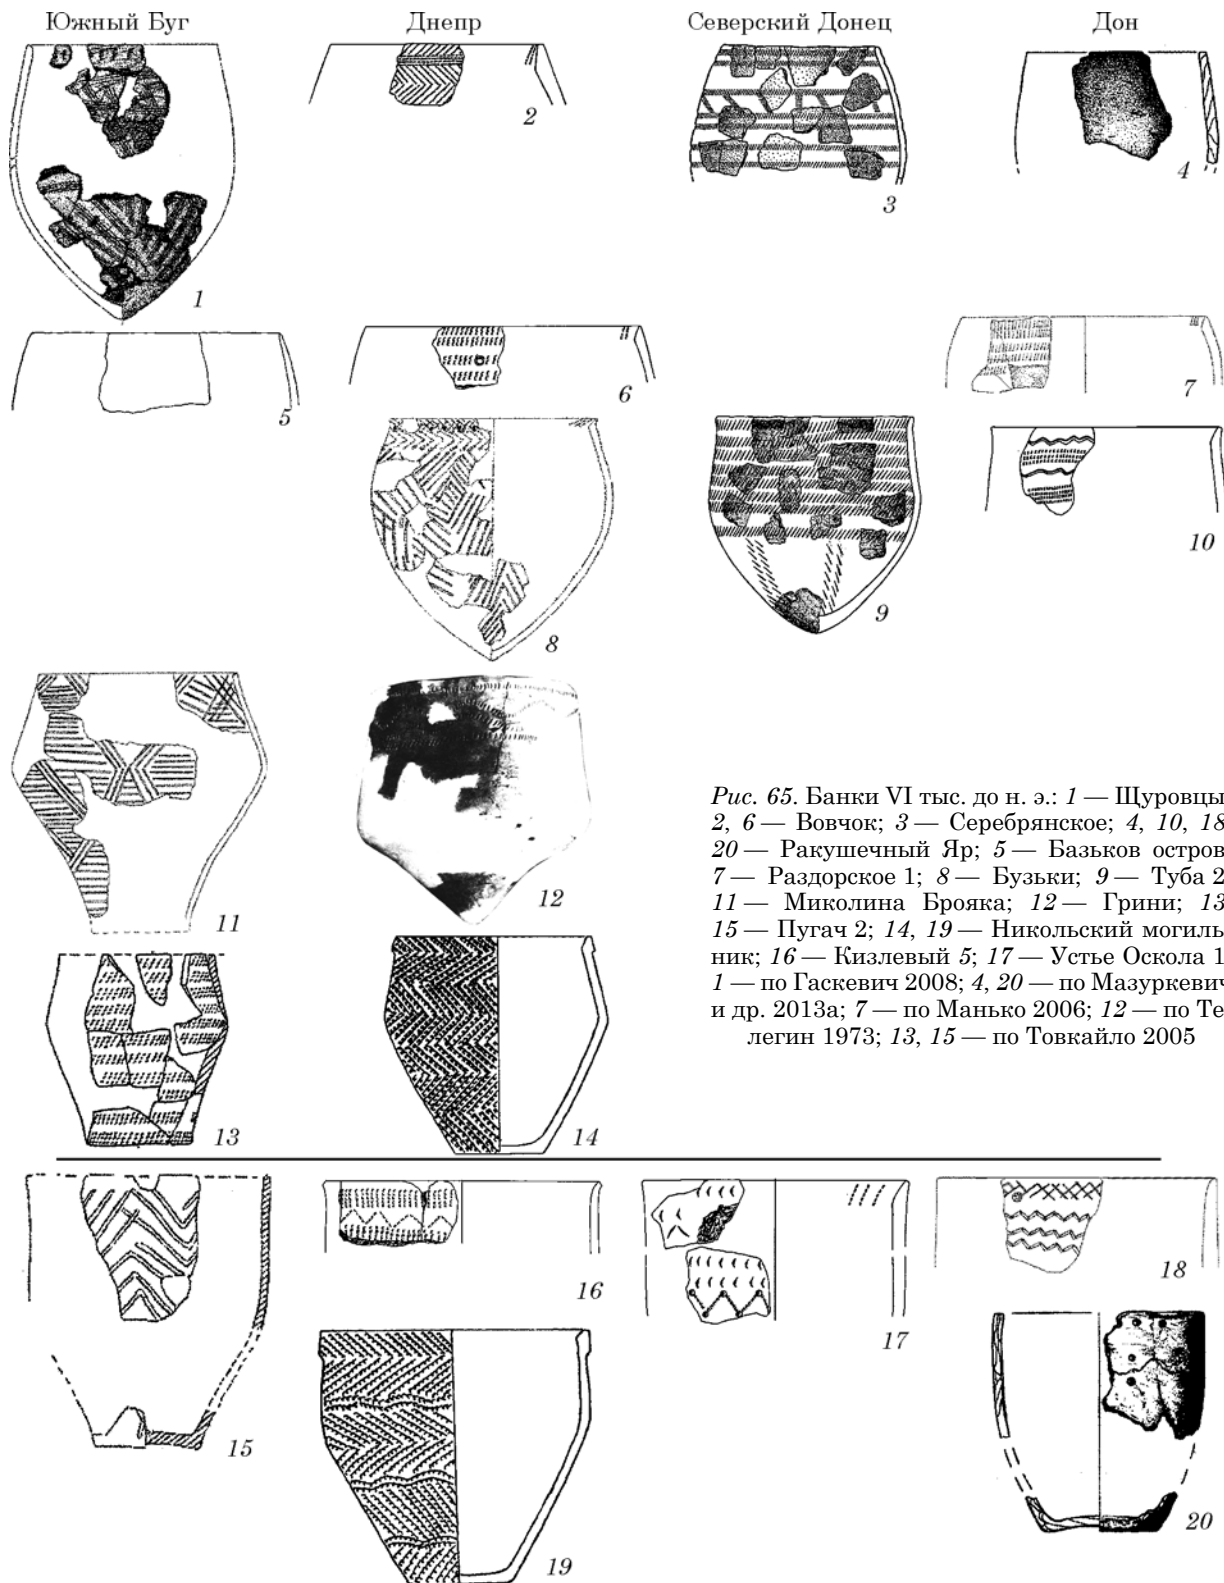 Южный Буг Днепр Северский Донец Дон
1
2
3
4
5
6
7
8
9
10
11
12
Рис. 65. Банки VI тыс. до н. э.: 1 — Щуровцы
2, 6 — Вовчок; 3 — Серебрянское; 4, 10, 18
20 — Ракушечный Яр; 5 — Базьков остров
7 — Раздорское 1; 8 — Бузьки; 9 — Туба 2
11 — Миколина Брояка; 12 — Грини; 13
15 — Пугач 2; 14, 19 — Никольский могиль-
ник; 16 — Кизлевый 5; 17 — Устье Оскола 1
1 — по Гаскевич 2008; 4, 20 — по Мазуркевич
и др. 2013а; 7 — по Манько 2006; 12 — по Те-
легин 1973; 13, 15 — по Товкайло 2005
13
14
15
16
17
18
19
20